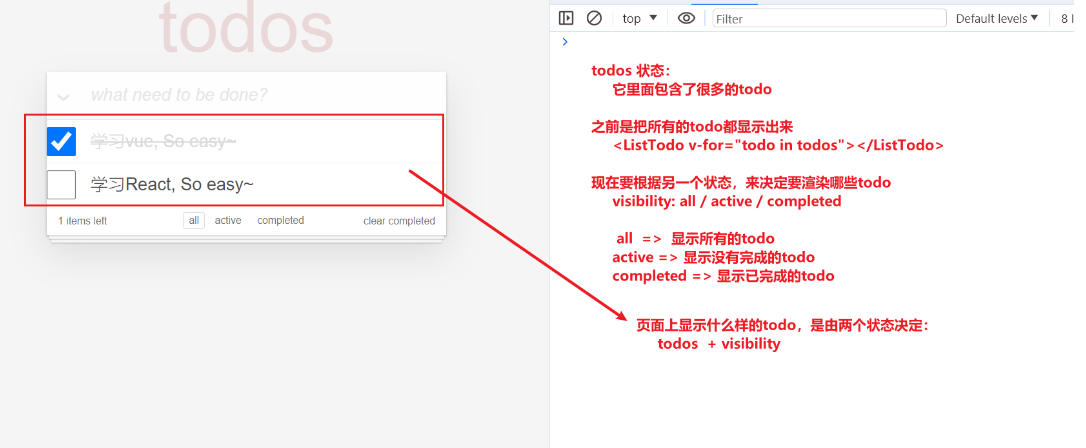 todos
what need to be done?
学习vue, So easy~
学习React, So easy~
1 items left
all
active
completed
clear completed
top
Filter
Default levels
8 I
todos 状态：
它里面包含了很多的todo
之前是把所有的todo都显示出来
<ListTodo v-for="todo in todos"></ListTodo>
现在要根据另一个状态，来决定要渲染哪些todo
visibility: all / active / completed
all => 显示所有的todo
active => 显示没有完成的todo
completed => 显示已完成的todo
页面上显示什么样的todo，是由两个状态决定：
todos + visibility